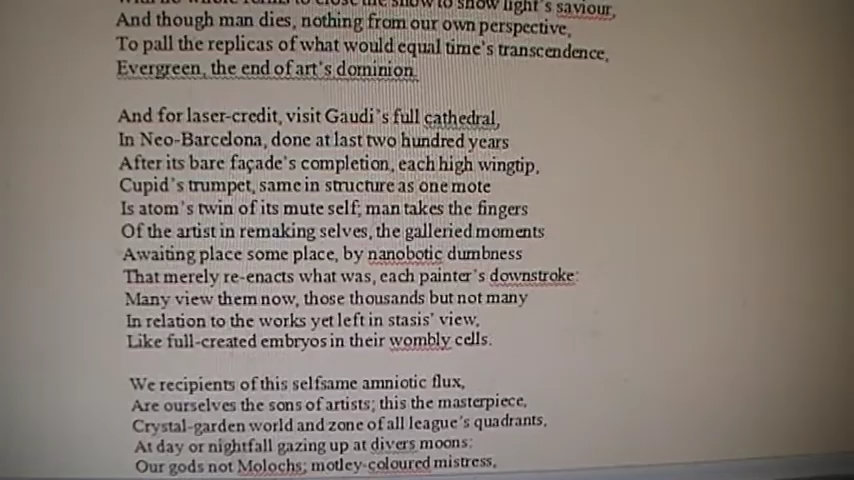 to close the show to show light's saviour,
And though man dies, nothing from our own perspective,
To pall the replicas of what would equal time's transcendence,
Evergreen, the end of art's dominion.
And for laser-credit, visit Gaudi's full cathedral,
In Neo-Barcelona, done at last two hundred years
After its bare façade's completion, each high wingtip,
Cupid's trumpet, same in structure as one mote
Is atom's twin of its mute self; man takes the fingers
Of the artist in remaking selves, the galleried moments
Awaiting place some place, by nanobotic dumbness
That merely re-enacts what was, each painter's downstroke:
Many view them now, those thousands but not many
In relation to the works yet left in stasis' view,
Like full-created embryos in their wombly cells.
We recipients of this selfsame amniotic flux,
Are ourselves the sons of artists; this the masterpiece,
Crystal-garden world and zone of all league's quadrants,
At day or nightfall gazing up at divers moons:
Our gods not Molochs; motley-coloured mistress,